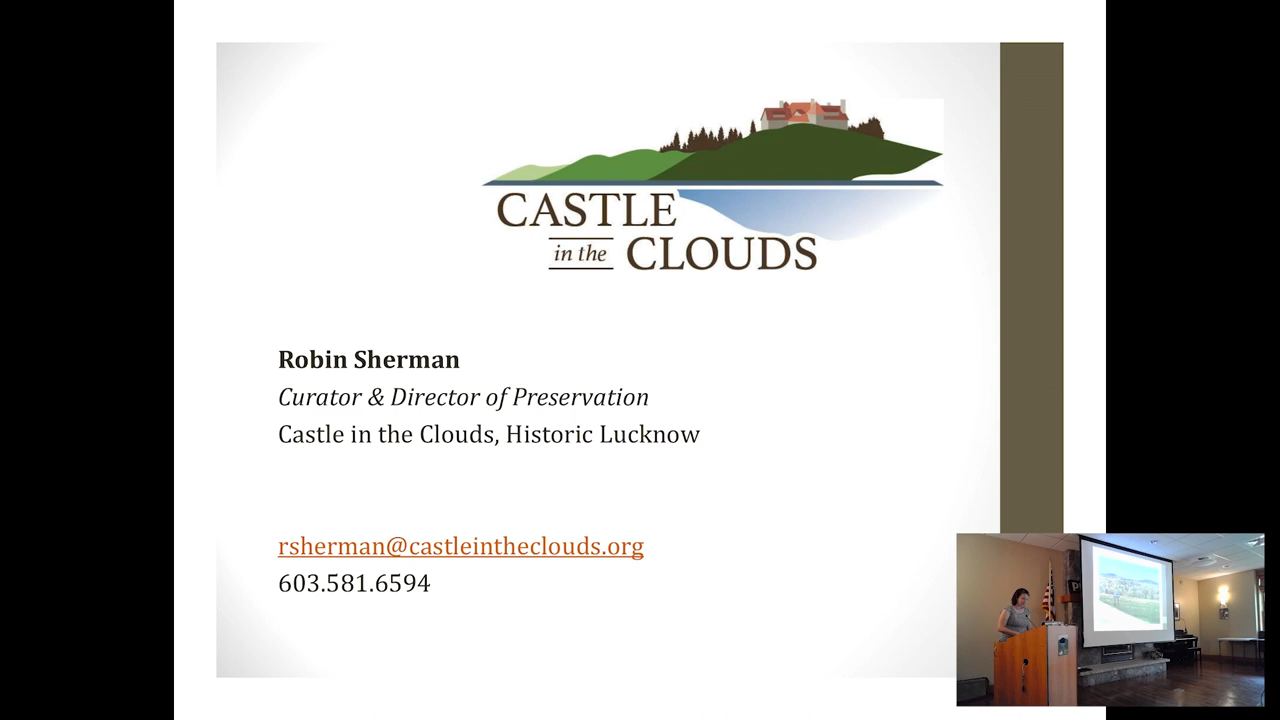 CASTLE
in the CLOUDS
Robin Sherman
Curator & Director of Preservation
Castle in the Clouds, Historic Lucknow
rsherman@castleintheclouds.org
603.581.6594